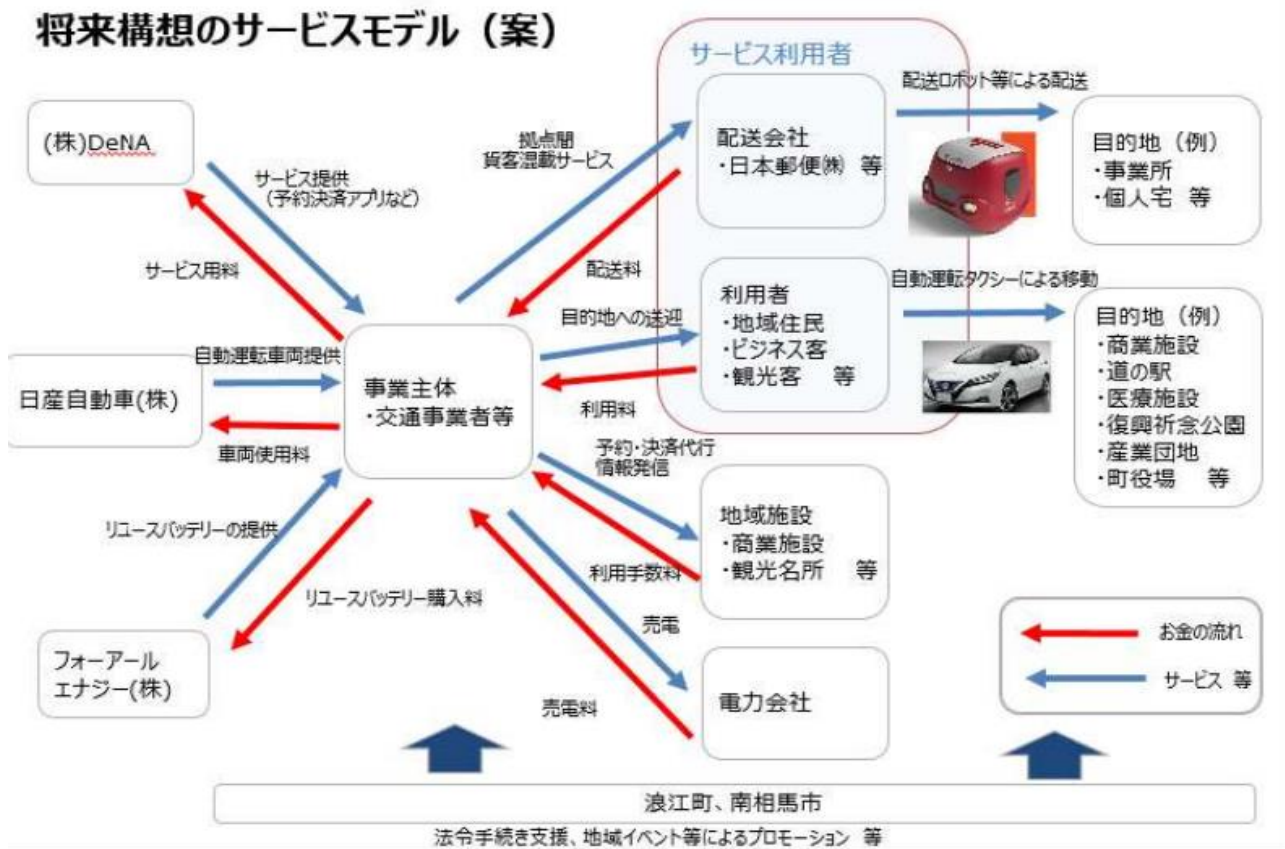 将来構想のサービスモデル（案）
サービス利用者
(株)DeNA
サービス提供
（予約決済アプリなど）
サービス用料
拠点間
貨客混載サービス
配送料
配送会社
・日本郵便㈱ 等
配送ロボット等による配送
目的地（例）
・事業所
・個人宅 等
日産自動車(株)
自動運転車両提供
車両使用料
事業主体
・交通事業者等
目的地への送迎
利用料
利用者
・地域住民
・ビジネス客
・観光客 等
自動運転タクシーによる移動
目的地（例）
・商業施設
・道の駅
・医療施設
・復興祈念公園
・産業団地
・町役場 等
予約・決済代行
情報発信
利用手数料
地域施設
・商業施設
・観光名所 等
リユースバッテリーの提供
リユースバッテリー購入料
フォーアール
エナジー(株)
売電
売電料
電力会社
お金の流れ
サービス 等
浪江町、南相馬市
法令手続き支援、地域イベント等によるプロモーション 等